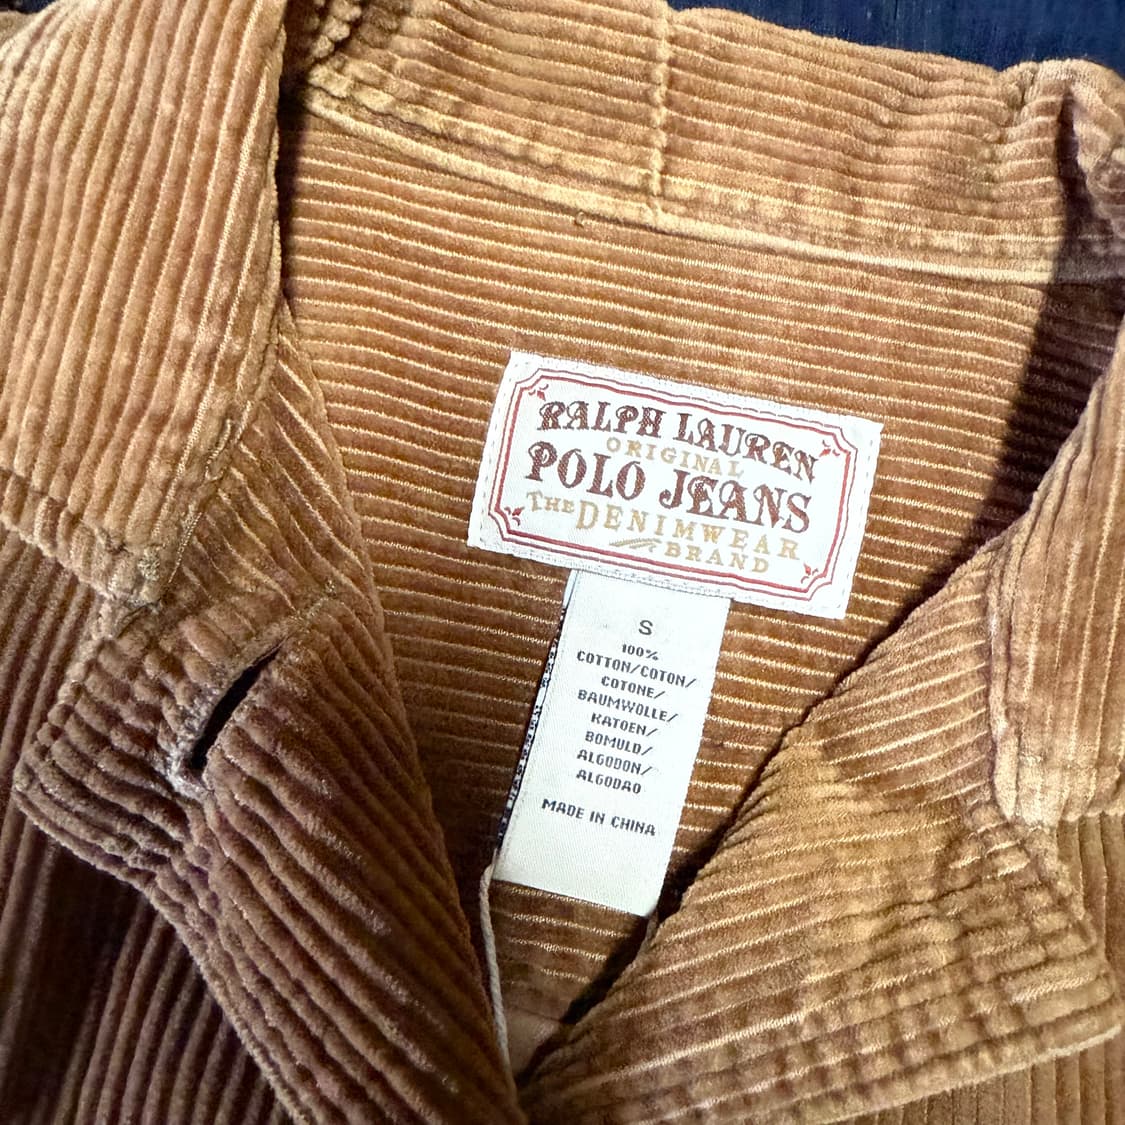 RALPH LAUREN
ORIGINAL
POLO JEANS
THE DENIMWEAR
BRAND
S
100%
COTTON/COTON/
COTONE/
BAUMWOLLE/
KATOEN/
BOMULD/
ALGODON/
ALGODAO
MADE IN CHINA